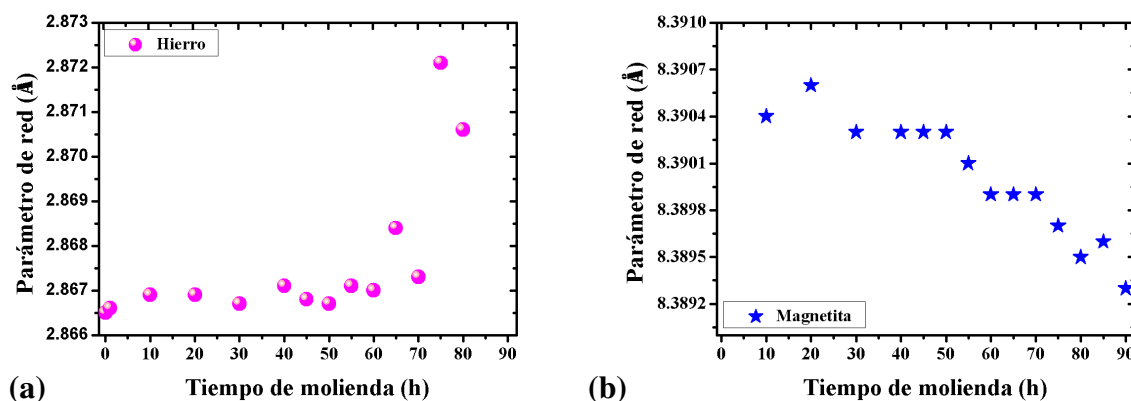 Parámetro de red (Å)
2.873
2.872
2.871
2.870
2.869
2.868
2.867
2.866
Hierro
0 10 20 30 40 50 60 70 80 90
Tiempo de molienda (h)
(a)
Parámetro de red (Å)
8.3910
8.3907
8.3904
8.3901
8.3898
8.3895
8.3892
Magnetita
10 20 30 40 50 60 70 80 90
Tiempo de molienda (h)
(b)